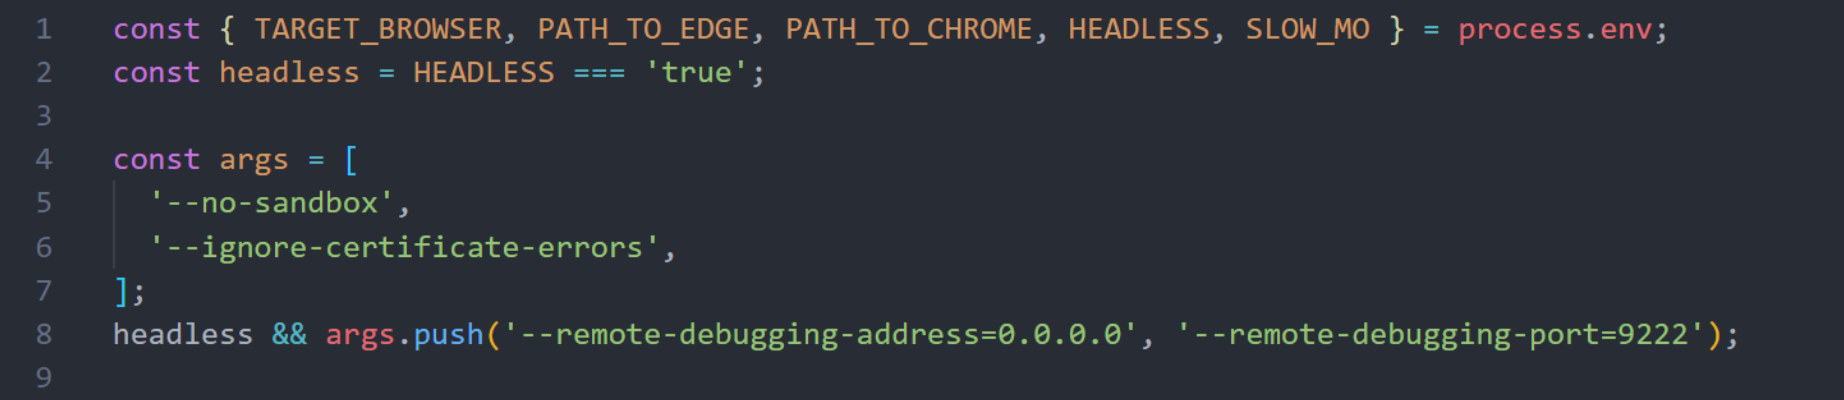 1 const { TARGET_BROWSER, PATH_TO_EDGE, PATH_TO_CHROME, HEADLESS, SLOW_MO } = process.env;
2 const headless = HEADLESS === 'true';
3
4 const args = [
5   '--no-sandbox',
6   '--ignore-certificate-errors',
7 ];
8 headless && args.push('--remote-debugging-address=0.0.0.0', '--remote-debugging-port=9222');
9